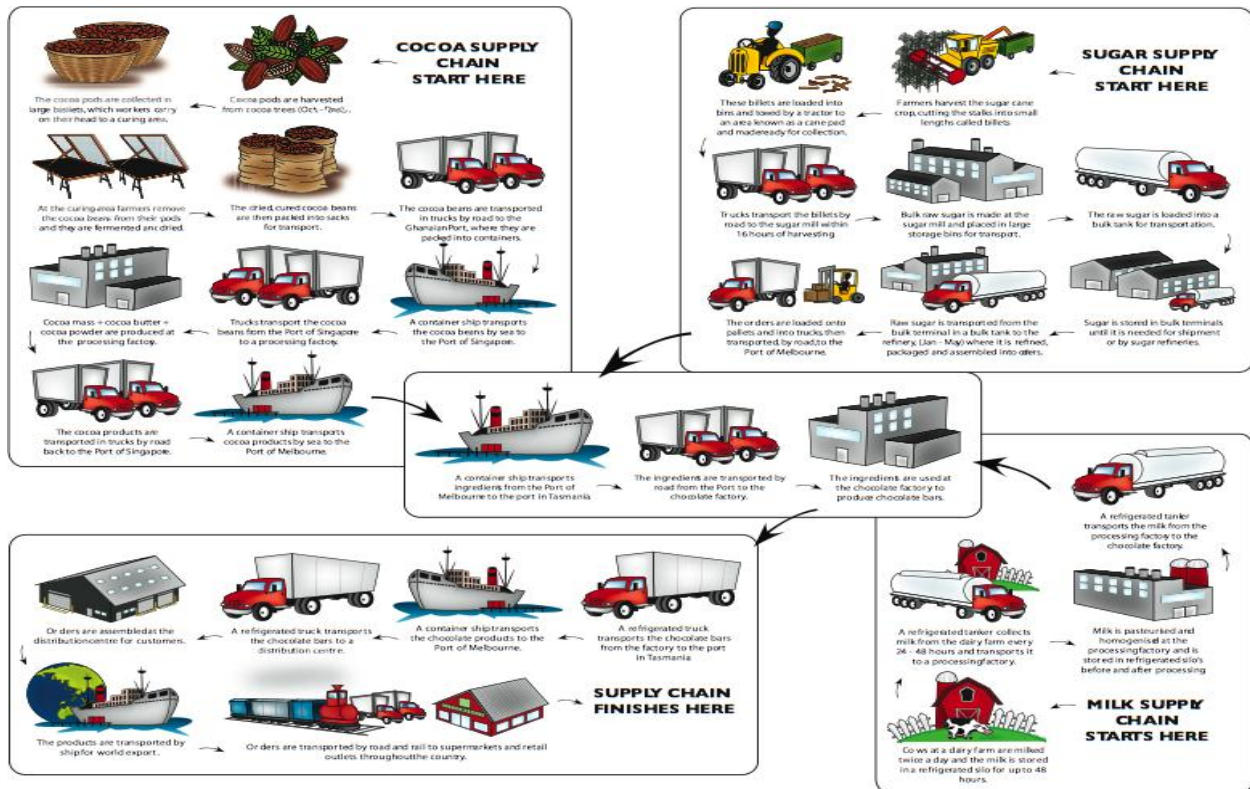 COCOA SUPPLY
CHAIN
START HERE
Cocoa pods are harvested
from cocoa trees (Oct. -
The cocoa pods are collected in
large baskets, which workers carry
on their head to a curing area.
At the curing area farmers remove
the cocoa beans from their pods
and they are fermented and dried.
The dried, cured cocoa beans
are then packed into sacks
for transport.
The cocoa beans are transported
in trucks by road to the
Ghanaian Port, where they are
packed into containers.
A container ship transports
the cocoa beans by sea to
the Port of Singapore.
Trucks transport the cocoa
beans from the Port of Singapore
to a processing factory.
Cocoa mass + cocoa butter +
cocoa powder are produced at
the processing factory.
The cocoa products are
transported in trucks by road
back to the Port of Singapore.
A container ship transports
cocoa products by sea to the
Port of Melbourne.
SUGAR SUPPLY
CHAIN
START HERE
Farmers harvest the sugar cane
crop, cutting the stalks into small
lengths called billets
These billets are loaded into
bins and towed by a tractor to
an area known as a cane pad
and made ready for collection.
Trucks transport the billets by
road to the sugar mill within
16 hours of harvesting
Bulk raw sugar is made at the
sugar mill and placed in large
storage bins for transport.
The raw sugar is loaded into a
bulk tank for transportation.
Sugar is stored in bulk terminals
until it is needed for shipment
or by sugar refineries.
Raw sugar is transported from the
bulk terminal in a bulk tank to the
refinery, (Jan - May) where it is refined,
packaged and assembled into orders.
The orders are loaded onto
pallets and into trucks, then
transported, by road, to the
Port of Melbourne.
A container ship transports
ingredients from the Port of
Melbourne to the port in Tasmania
The ingredients are transported by
road from the Port to the
chocolate factory.
The ingredients are used at
the chocolate factory to
produce chocolate bars.
MILK SUPPLY
CHAIN
STARTS HERE
Cows at a dairy farm are milked
twice a day and the milk is stored
in a refrigerated silo for up to 48
hours.
A refrigerated tanker collects
milk from the dairy farm every
24 - 48 hours and transports it
to a processing factory.
Milk is pasteurised and
homogenised at the
processing factory and is
stored in refrigerated silo's
before and after processing
A refrigerated tanker
transports the milk from the
processing factory to the
chocolate factory.
A refrigerated truck
transports the chocolate bars
from the factory to the port
in Tasmania
A container ship transports
the chocolate products to the
Port of Melbourne.
A refrigerated truck transports
the chocolate bars to a
distribution centre.
Orders are assembled at the
distribution centre for customers.
The products are transported by
ship for world export.
Orders are transported by road and rail to supermarkets and retail
outlets throughout the country.
SUPPLY CHAIN
FINISHES HERE